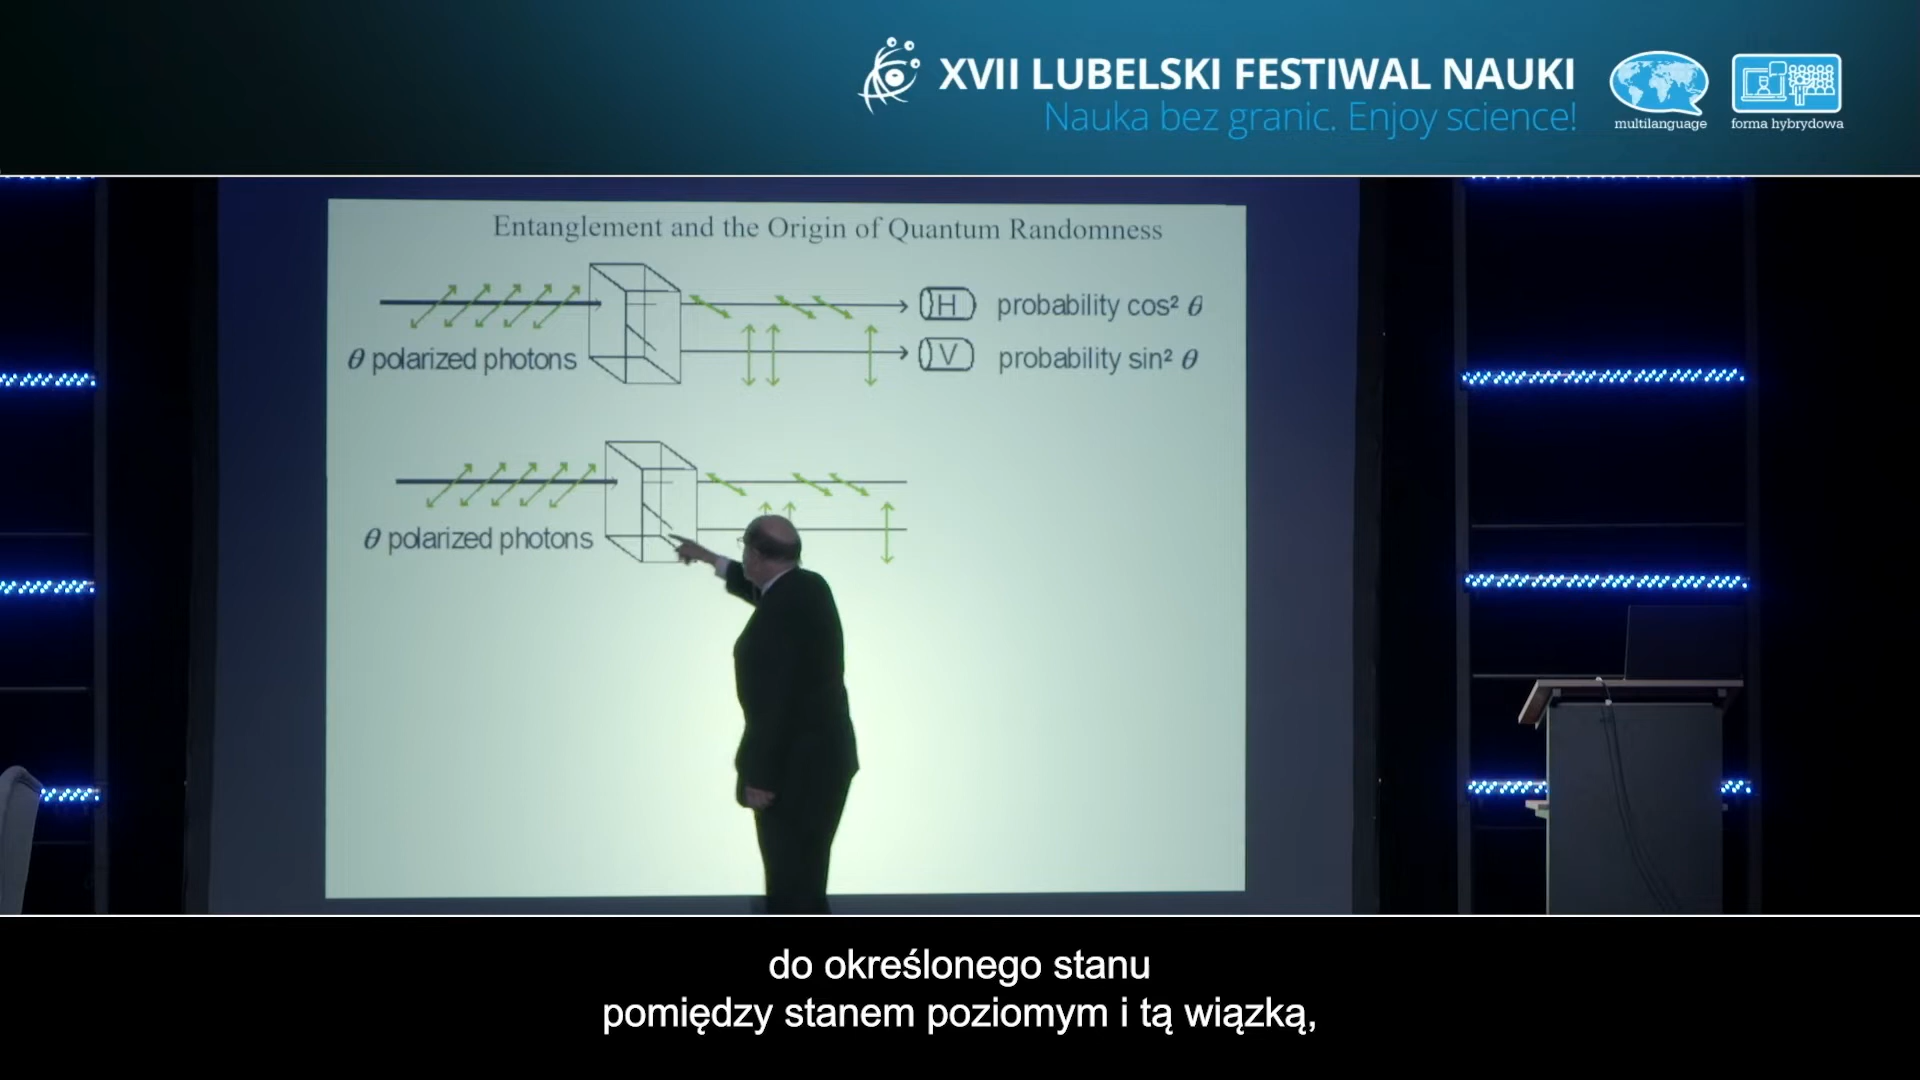 XVII LUBELSKI FESTIWAL NAUKI
Nauka bez granic. Enjoy science!
multilanguage
forma hybrydowa
Entanglement and the Origin of Quantum Randomness
H probability cos² θ
θ polarized photons
V probability sin² θ
θ polarized photons
do określonego stanu
pomiędzy stanem poziomym i tą wiązką,